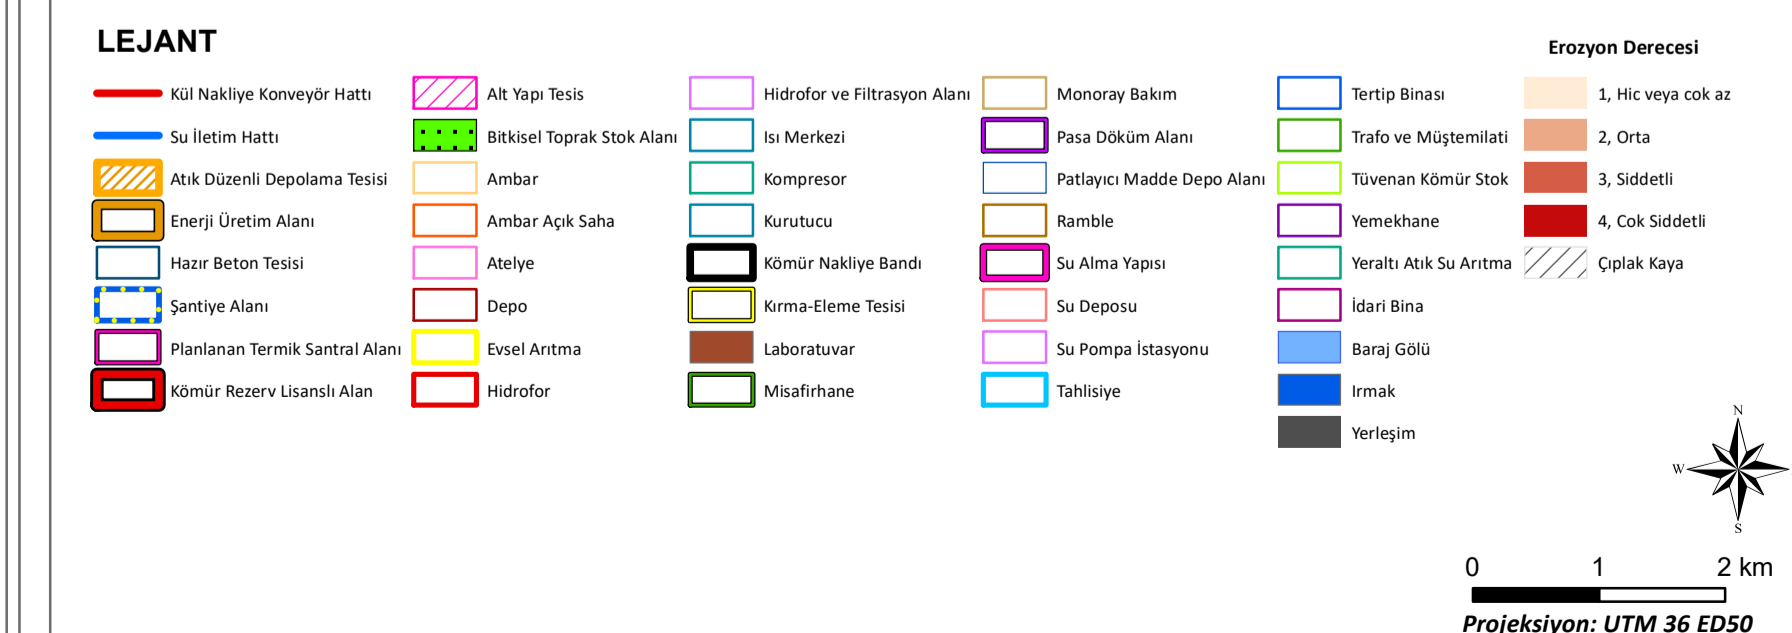 LEJANT
Kül Nakliye Konveyör Hattı
Su İletim Hattı
Atık Düzenli Depolama Tesisi
Enerji Üretim Alanı
Hazır Beton Tesisi
Şantiye Alanı
Planlanan Termik Santral Alanı
Kömür Rezerv Lisanslı Alan
Alt Yapı Tesis
Bitkisel Toprak Stok Alanı
Ambar
Ambar Açık Saha
Atelye
Depo
Evsel Arıtma
Hidrofor
Hidrofor ve Filtrasyon Alanı
Isı Merkezi
Kompresor
Kurutucu
Kömür Nakliye Bandı
Kırma-Eleme Tesisi
Laboratuvar
Misafirhane
Monoray Bakım
Pasa Döküm Alanı
Patlayıcı Madde Depo Alanı
Ramble
Su Alma Yapısı
Su Deposu
Su Pompa İstasyonu
Tahlisiye
Tertip Binası
Trafo ve Müştemilati
Tüvenan Kömür Stok
Yemekhane
Yeraltı Atık Su Arıtma
İdari Bina
Baraj Gölü
Irmak
Yerleşim
Erozyon Derecesi
1, Hic veya cok az
2, Orta
3, Siddetli
4, Cok Siddetli
Çıplak Kaya
N
W
S
0 1 2 km
Projeksiyon: UTM 36 ED50